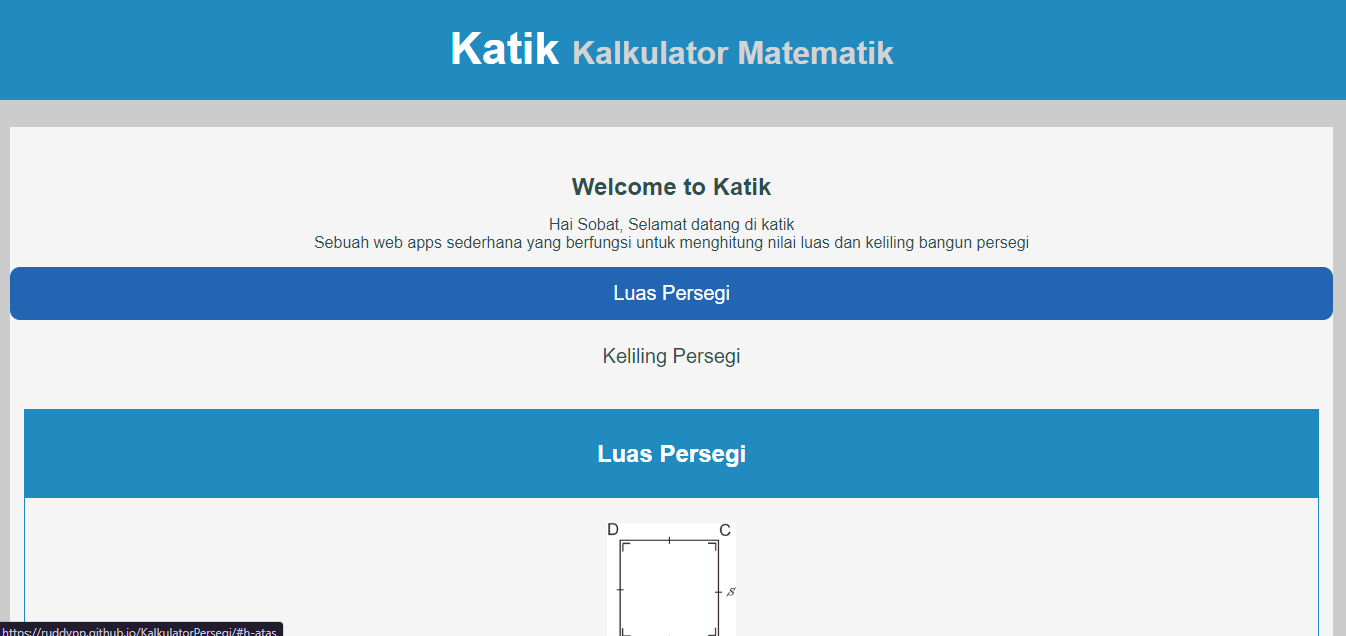 Katik Kalkulator Matematik
Welcome to Katik
Hai Sobat, Selamat datang di katik
Sebuah web apps sederhana yang berfungsi untuk menghitung nilai luas dan keliling bangun persegi
Luas Persegi
Keliling Persegi
Luas Persegi
D C
s
https://ruddypp.github.io/KalkulatorPersegi/#h-atas